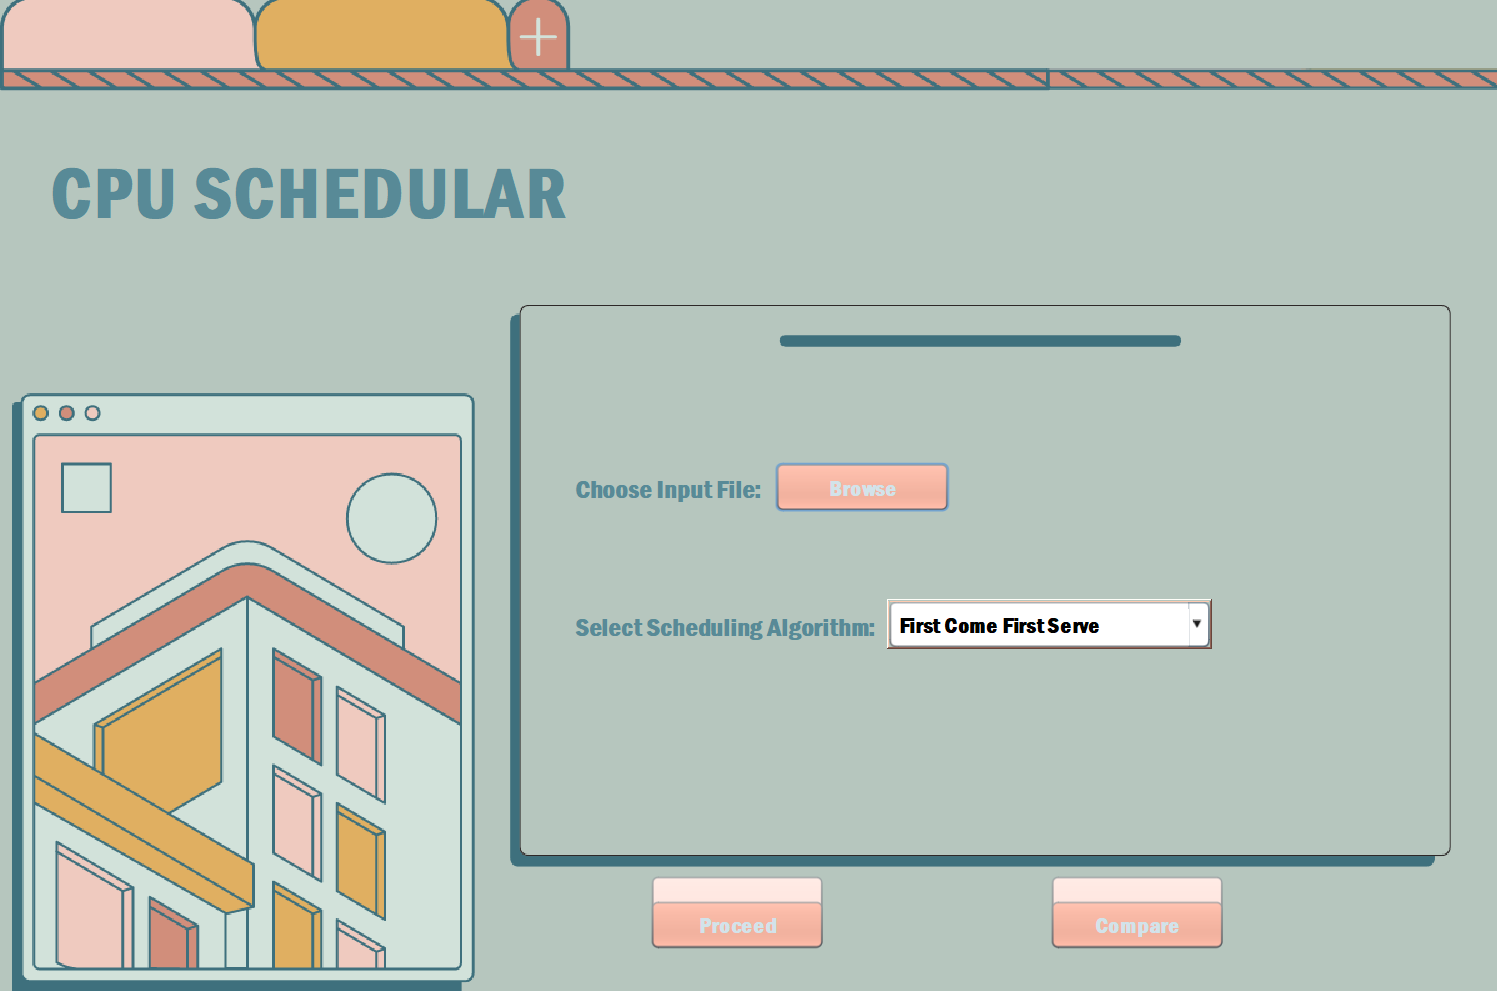 CPU SCHEDULAR
Choose Input File: Browse
Select Scheduling Algorithm: First Come First Serve
Proceed Compare